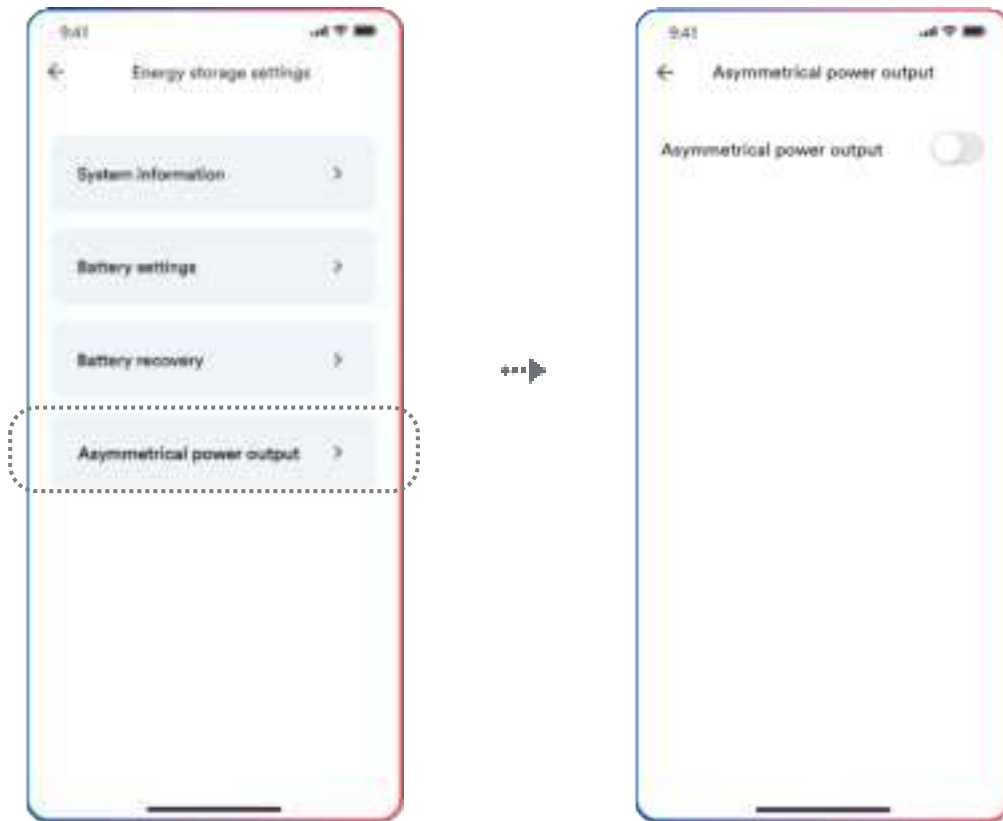 9:41
Energy storage settings
System information
Battery settings
Battery recovery
Asymmetrical power output
9:41
Asymmetrical power output
Asymmetrical power output